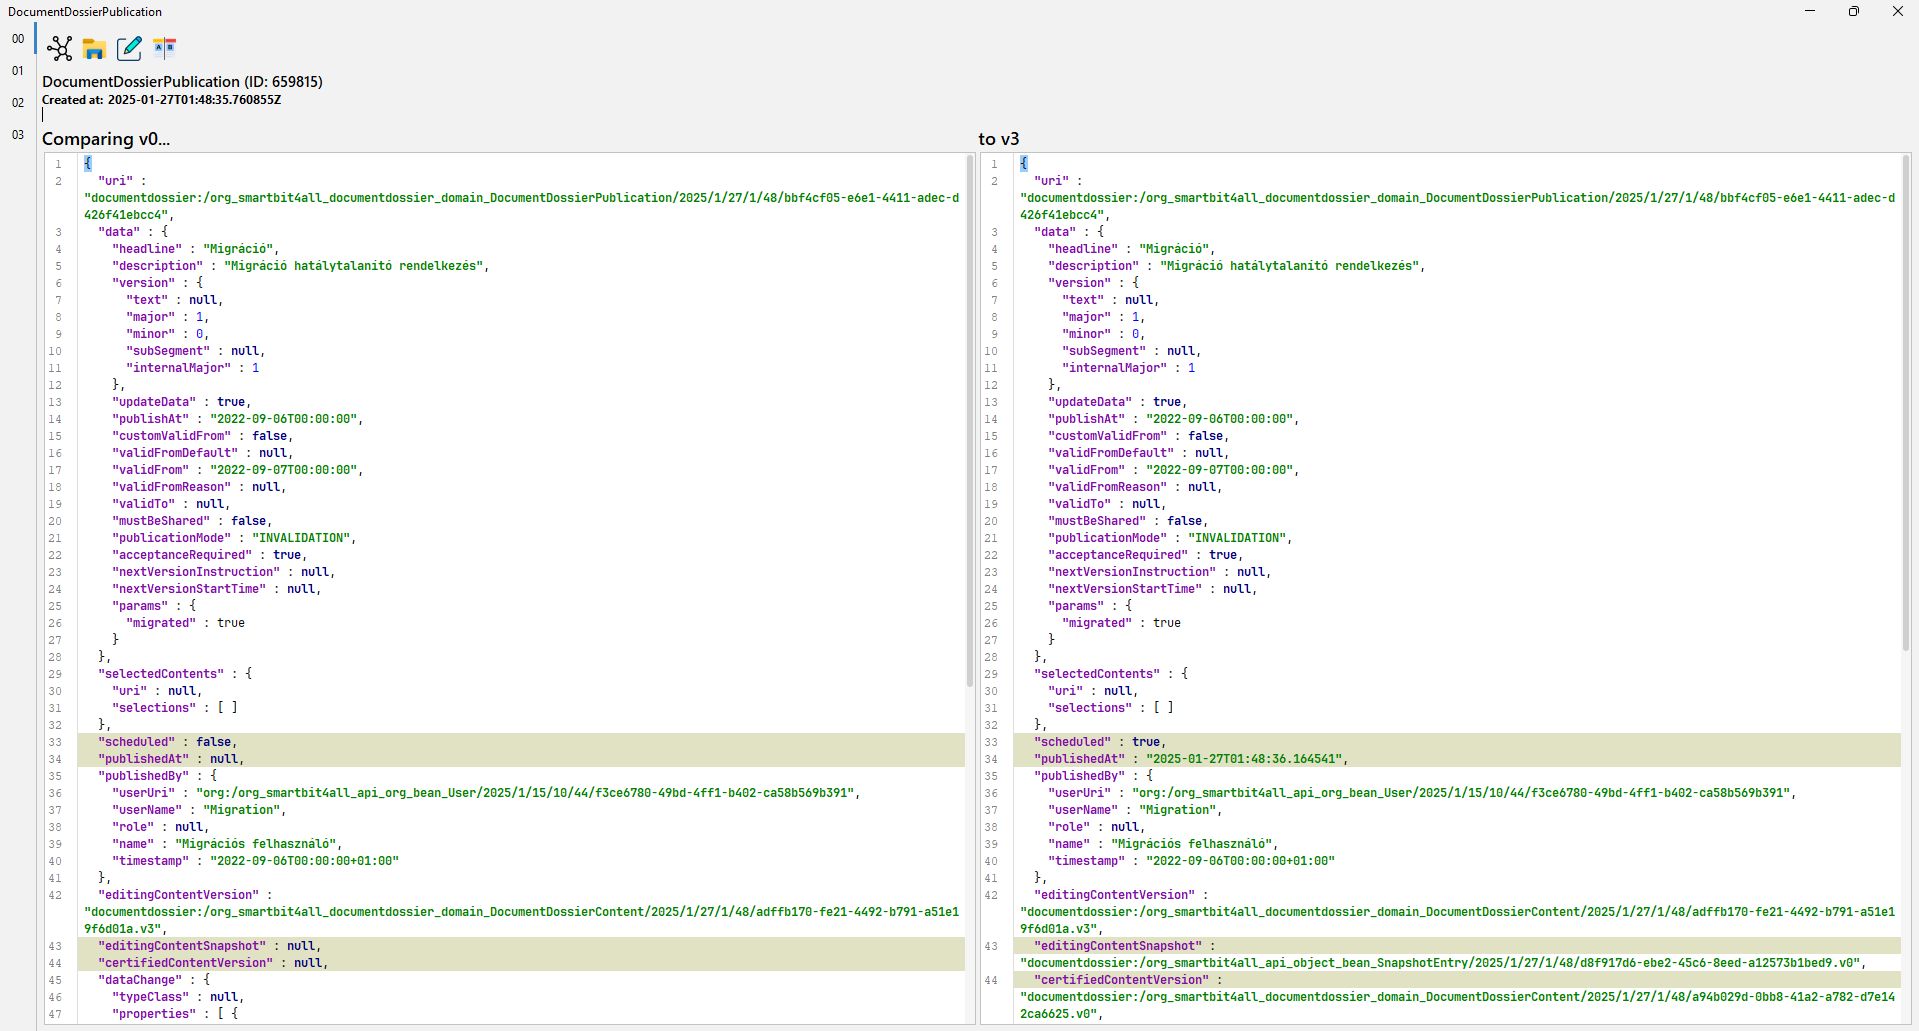 DocumentDossierPublication
00
01
02
03
A B
DocumentDossierPublication (ID: 659815)
Created at: 2025-01-27T01:48:35.760855Z
Comparing v0...
1 {
2 "uri" :
"documentdossier:/org_smartbit4all_documentdossier_domain_DocumentDossierPublication/2025/1/27/1/48/bbf4cf05-e6e1-4411-adec-d
426f41ebcc4",
3 "data" : {
4 "headline" : "Migráció",
5 "description" : "Migráció hatálytalanító rendelkezés",
6 "version" : {
7 "text" : null,
8 "major" : 1,
9 "minor" : 0,
10 "subSegment" : null,
11 "internalMajor" : 1
12 },
13 "updateData" : true,
14 "publishAt" : "2022-09-06T00:00:00",
15 "customValidFrom" : false,
16 "validFromDefault" : null,
17 "validFrom" : "2022-09-07T00:00:00",
18 "validFromReason" : null,
19 "validTo" : null,
20 "mustBeShared" : false,
21 "publicationMode" : "INVALIDATION",
22 "acceptanceRequired" : true,
23 "nextVersionInstruction" : null,
24 "nextVersionStartTime" : null,
25 "params" : {
26 "migrated" : true
27 }
28 },
29 "selectedContents" : {
30 "uri" : null,
31 "selections" : [ ]
32 },
33 "scheduled" : false,
34 "publishedAt" : null,
35 "publishedBy" : {
36 "userUri" : "org:/org_smartbit4all_api_org_bean_User/2025/1/15/10/44/f3ce6780-49bd-4ff1-b402-ca58b569b391",
37 "userName" : "Migration",
38 "role" : null,
39 "name" : "Migrációs felhasználó",
40 "timestamp" : "2022-09-06T00:00:00+01:00"
41 },
42 "editingContentVersion" :
"documentdossier:/org_smartbit4all_documentdossier_domain_DocumentDossierContent/2025/1/27/1/48/adffb170-fe21-4492-b791-a51e1
9f6d01a.v3",
43 "editingContentSnapshot" : null,
44 "certifiedContentVersion" : null,
45 "dataChange" : {
46 "typeClass" : null,
47 "properties" : [ {
to v3
1 {
2 "uri" :
"documentdossier:/org_smartbit4all_documentdossier_domain_DocumentDossierPublication/2025/1/27/1/48/bbf4cf05-e6e1-4411-adec-d
426f41ebcc4",
3 "data" : {
4 "headline" : "Migráció",
5 "description" : "Migráció hatálytalanító rendelkezés",
6 "version" : {
7 "text" : null,
8 "major" : 1,
9 "minor" : 0,
10 "subSegment" : null,
11 "internalMajor" : 1
12 },
13 "updateData" : true,
14 "publishAt" : "2022-09-06T00:00:00",
15 "customValidFrom" : false,
16 "validFromDefault" : null,
17 "validFrom" : "2022-09-07T00:00:00",
18 "validFromReason" : null,
19 "validTo" : null,
20 "mustBeShared" : false,
21 "publicationMode" : "INVALIDATION",
22 "acceptanceRequired" : true,
23 "nextVersionInstruction" : null,
24 "nextVersionStartTime" : null,
25 "params" : {
26 "migrated" : true
27 }
28 },
29 "selectedContents" : {
30 "uri" : null,
31 "selections" : [ ]
32 },
33 "scheduled" : true,
34 "publishedAt" : "2025-01-27T01:48:36.164541",
35 "publishedBy" : {
36 "userUri" : "org:/org_smartbit4all_api_org_bean_User/2025/1/15/10/44/f3ce6780-49bd-4ff1-b402-ca58b569b391",
37 "userName" : "Migration",
38 "role" : null,
39 "name" : "Migrációs felhasználó",
40 "timestamp" : "2022-09-06T00:00:00+01:00"
41 },
42 "editingContentVersion" :
"documentdossier:/org_smartbit4all_documentdossier_domain_DocumentDossierContent/2025/1/27/1/48/adffb170-fe21-4492-b791-a51e1
9f6d01a.v3",
43 "editingContentSnapshot" :
"documentdossier:/org_smartbit4all_api_object_bean_SnapshotEntry/2025/1/27/1/48/d8f917d6-ebe2-45c6-8eed-a12573b1bed9.v0",
44 "certifiedContentVersion" :
"documentdossier:/org_smartbit4all_documentdossier_domain_DocumentDossierContent/2025/1/27/1/48/a94b029d-0bb8-41a2-a782-d7e14
2ca6625.v0",